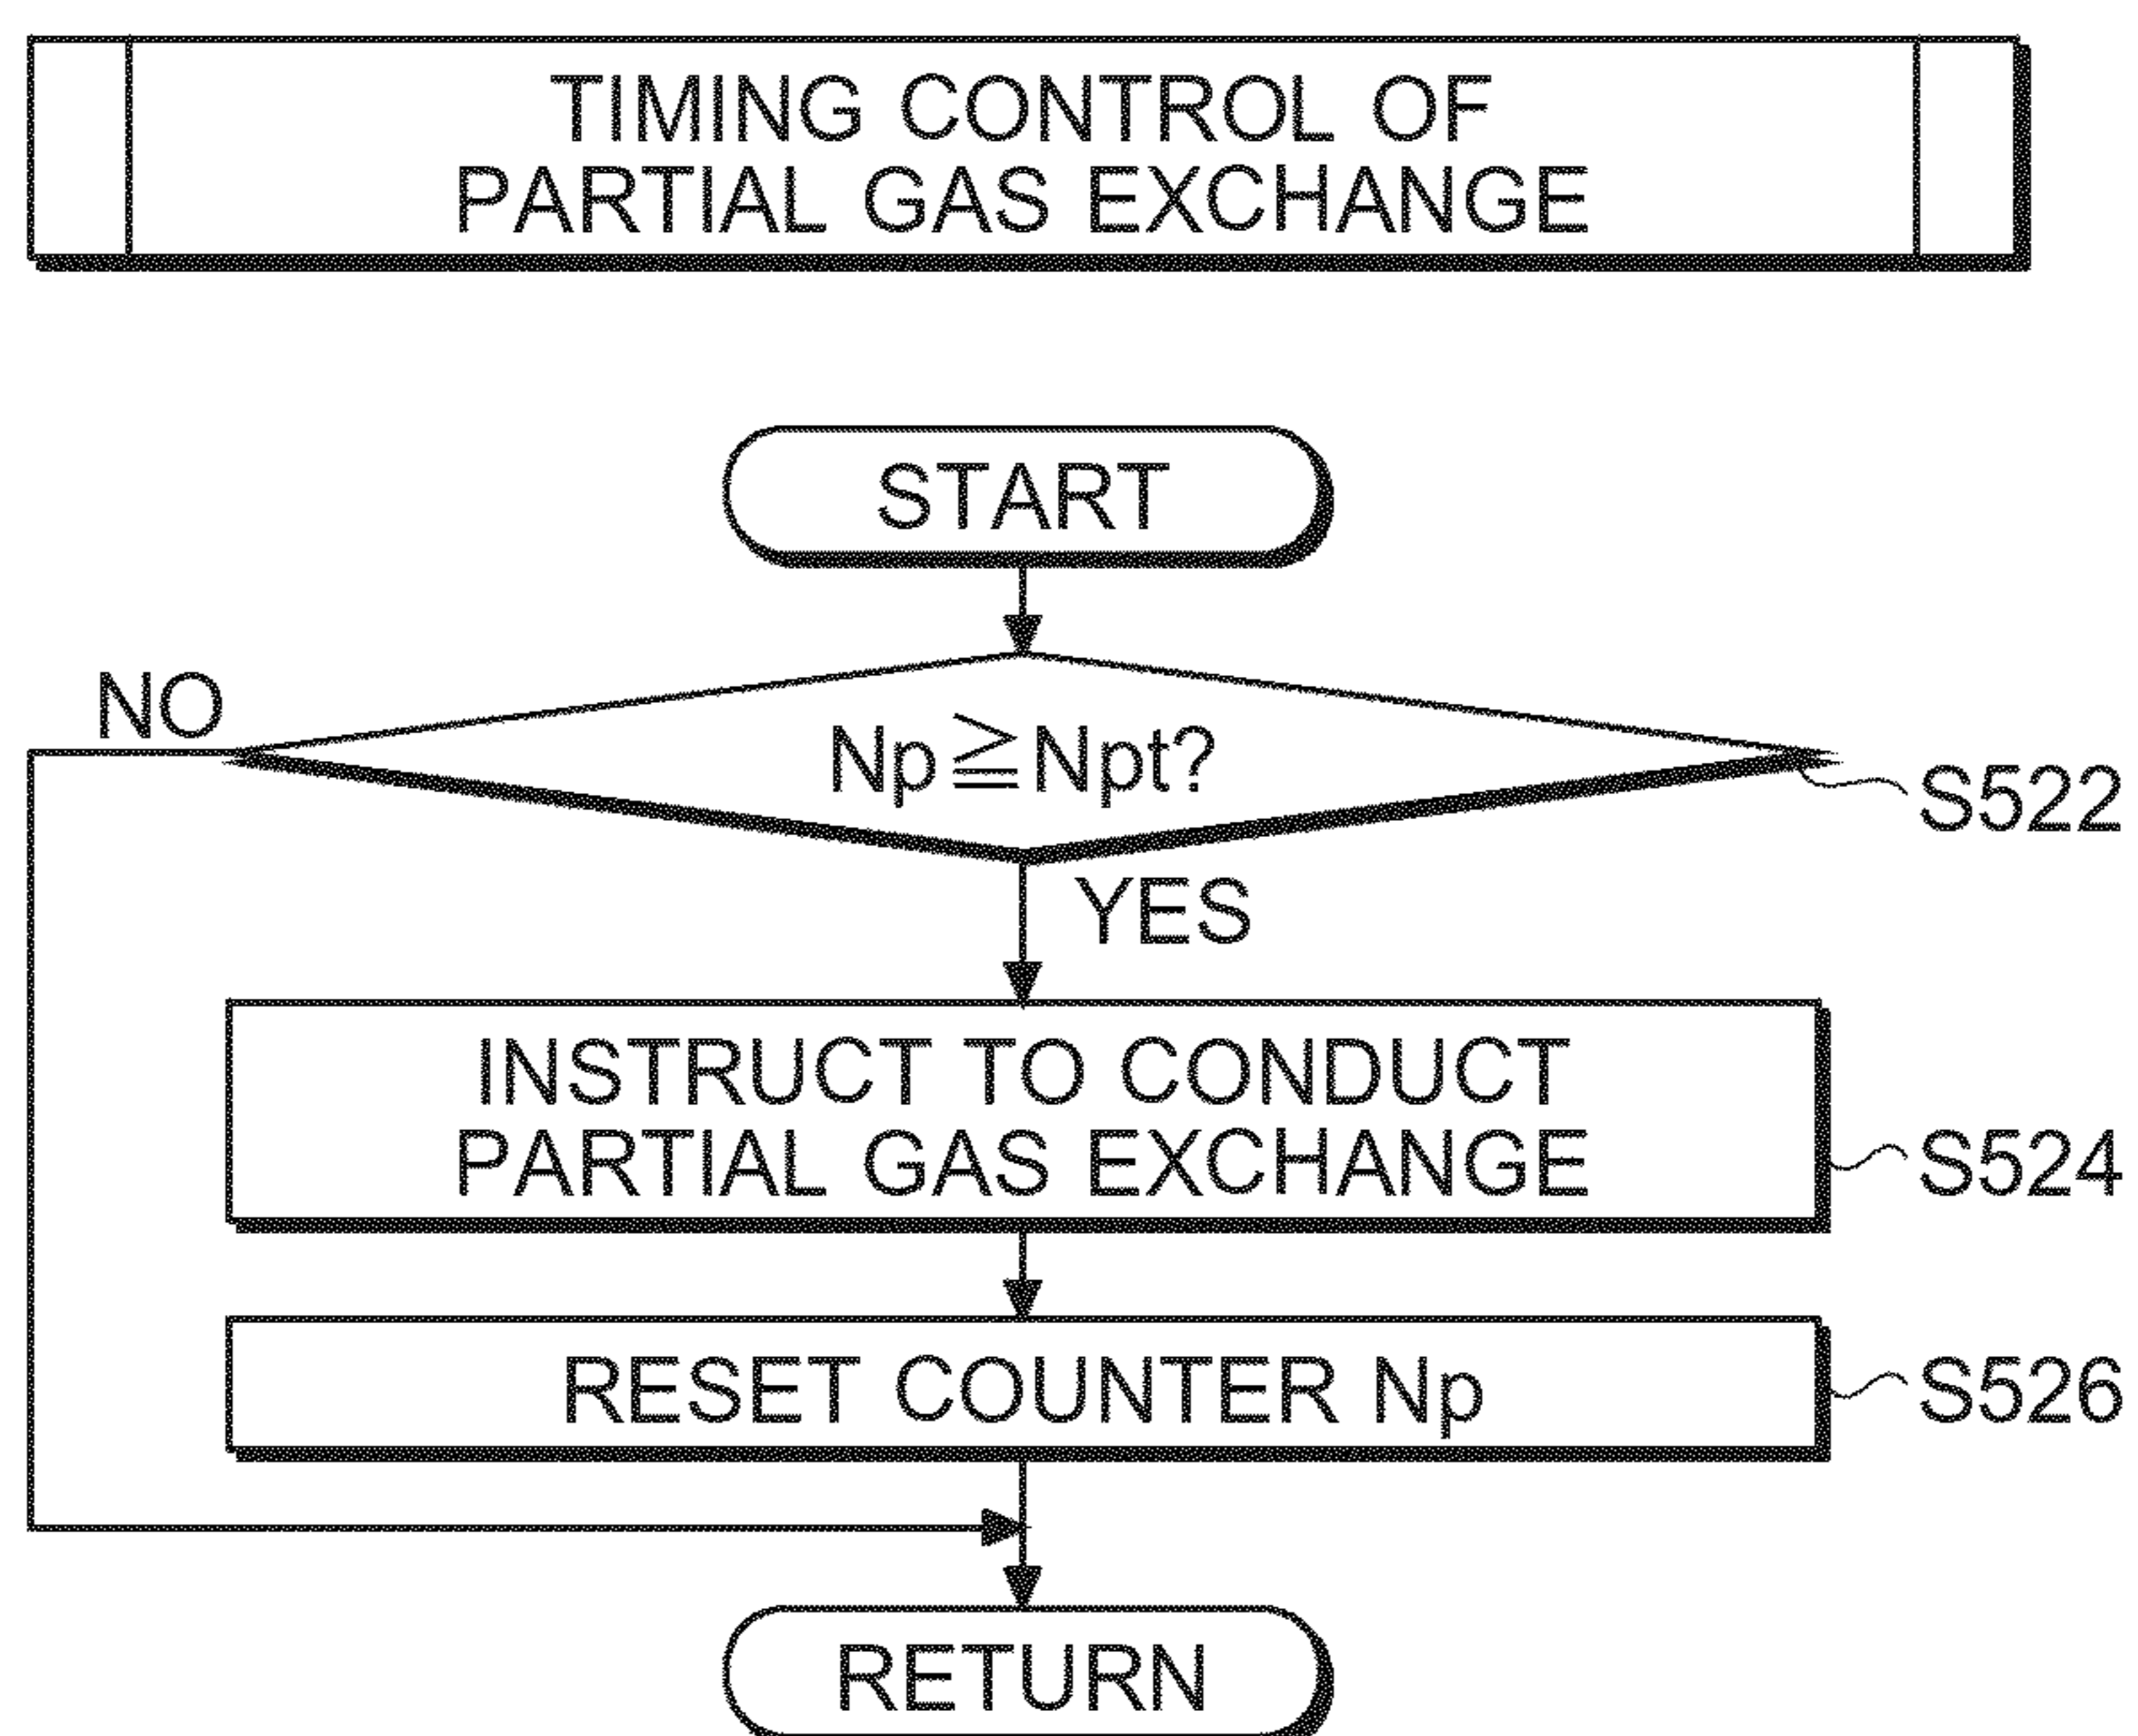 TIMING CONTROL OF
PARTIAL GAS EXCHANGE
START
NO
Np≧Npt?
S522
YES
INSTRUCT TO CONDUCT
PARTIAL GAS EXCHANGE
S524
RESET COUNTER Np
S526
RETURN